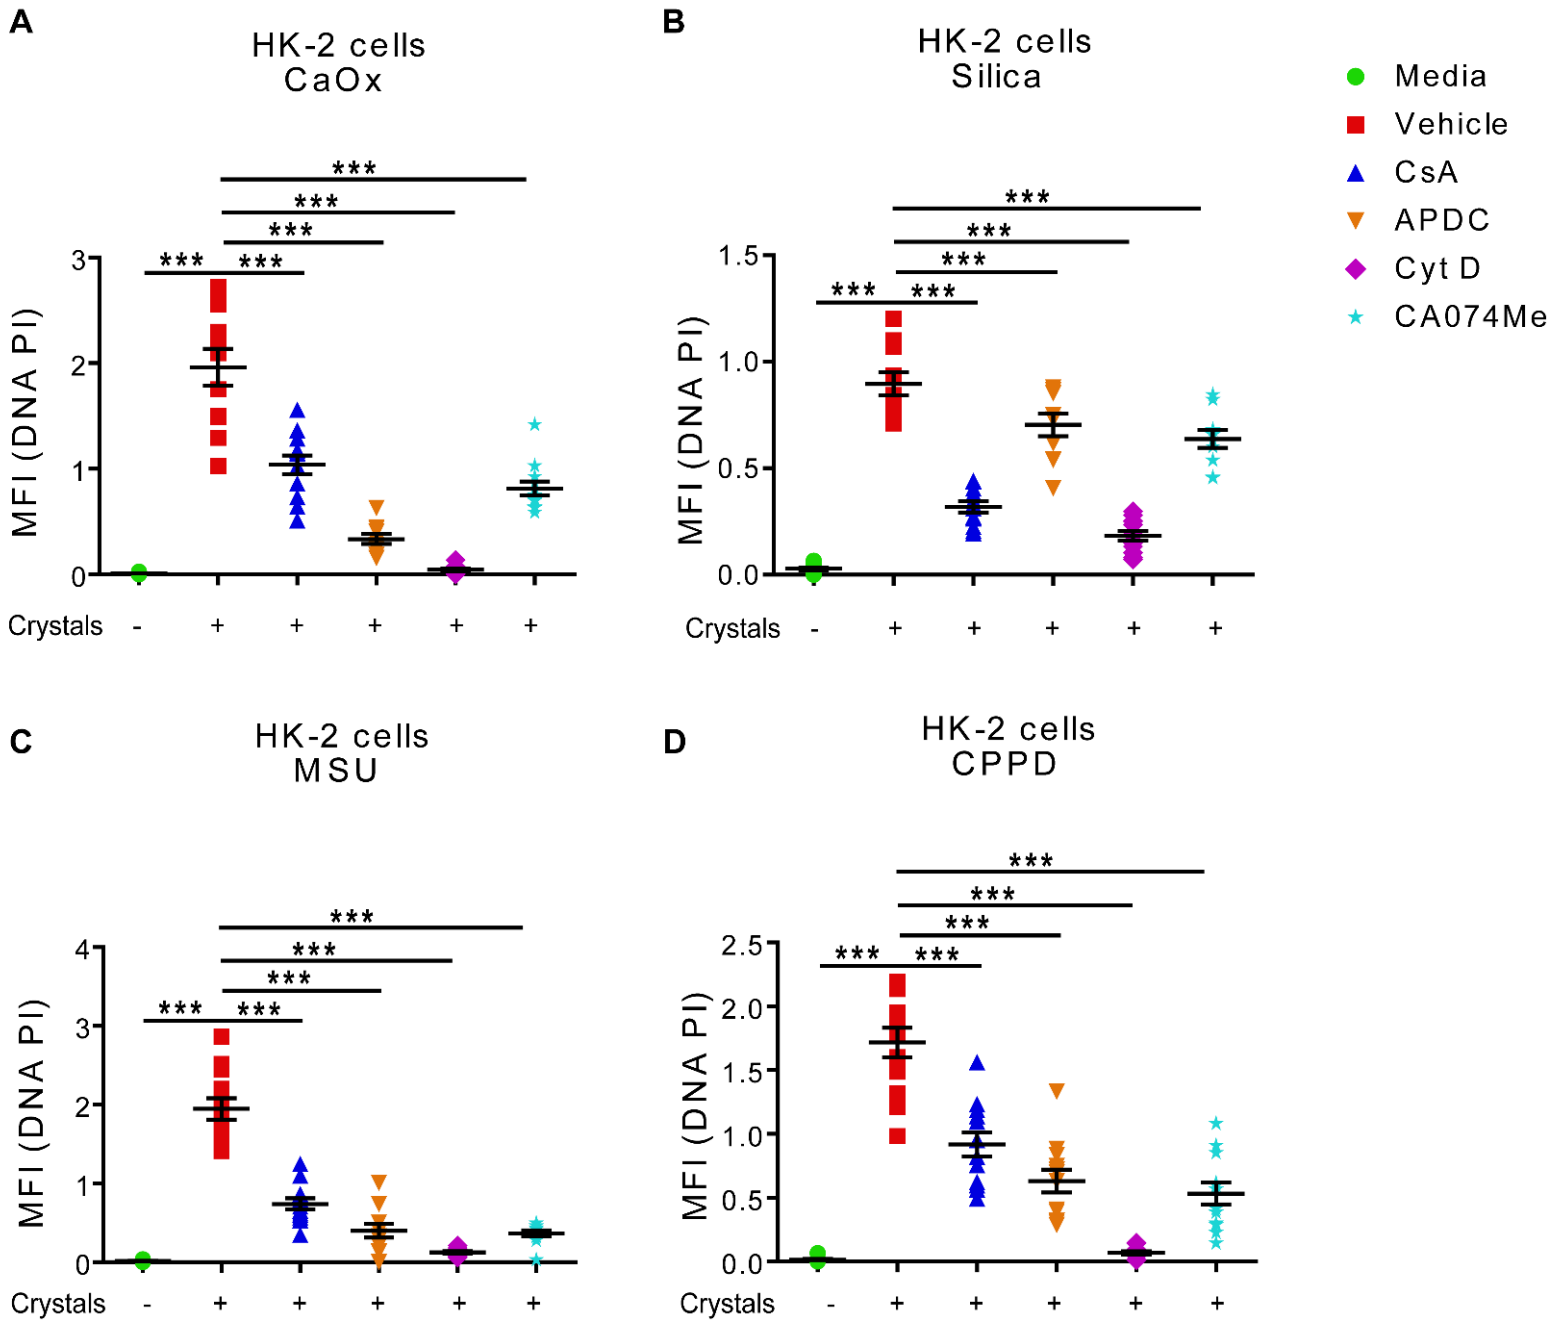 A
HK-2 cells
CaOx
***
***
***
*** ***
MFI (DNA PI)
3
2
1
0
Crystals - + + + + +
B
HK-2 cells
Silica
***
***
***
*** ***
MFI (DNA PI)
1.5
1.0
0.5
0.0
Crystals - + + + + +
Media
Vehicle
CsA
APDC
Cyt D
CA074Me
C
HK-2 cells
MSU
***
***
***
*** ***
MFI (DNA PI)
4
3
2
1
0
Crystals - + + + + +
D
HK-2 cells
CPPD
***
***
***
*** ***
MFI (DNA PI)
2.5
2.0
1.5
1.0
0.5
0.0
Crystals - + + + + +